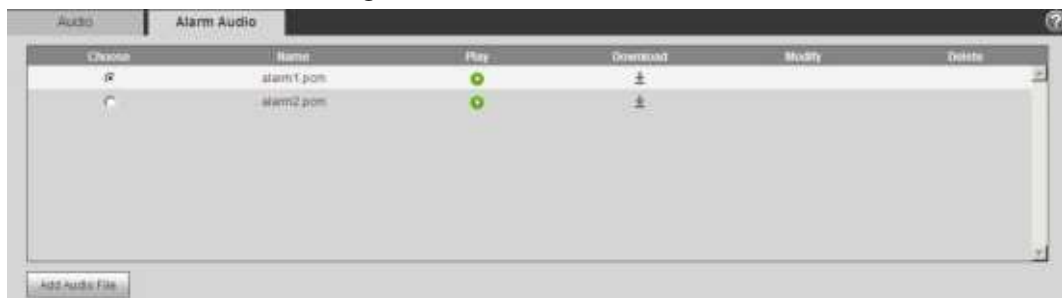 Audio
Alarm Audio
Choose Name Play Download Modify Delete
alarm1.pcm
alarm2.pcm
Add Audio File